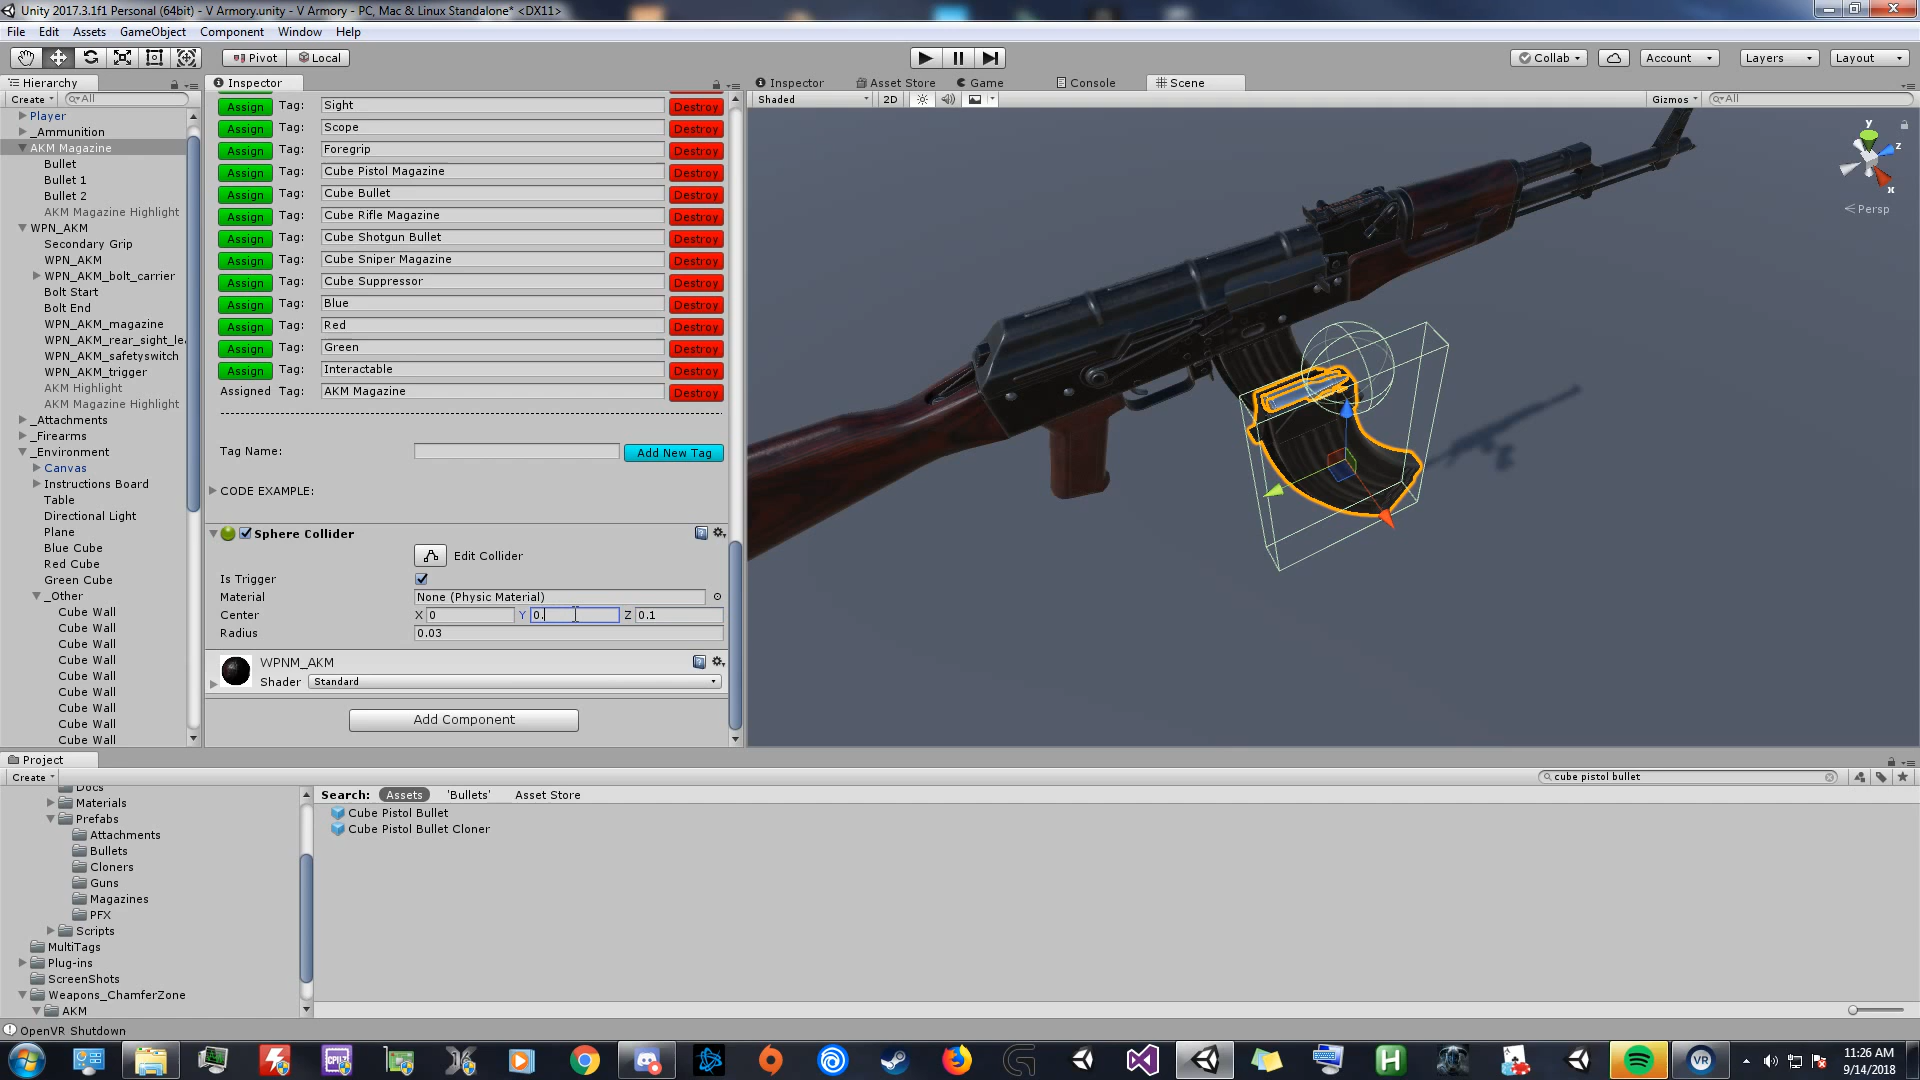 Unity 2017.3.1f1 Personal (64bit) - V Armory.unity - V Armory - PC, Mac & Linux Standalone* <DX11>
File Edit Assets GameObject Component Window Help
Pivot Local Collab Account Layers Layout
Hierarchy
Create All
Player
_Ammunition
AKM Magazine
Bullet
Bullet 1
Bullet 2
AKM Magazine Highlight
WPN_AKM
Secondary Grip
WPN_AKM
WPN_AKM_bolt_carrier
Bolt Start
Bolt End
WPN_AKM_magazine
WPN_AKM_rear_sight_le
WPN_AKM_safetyswitch
WPN_AKM_trigger
AKM Highlight
AKM Magazine Highlight
_Attachments
_Firearms
_Environment
Canvas
Instructions Board
Table
Directional Light
Plane
Blue Cube
Red Cube
Green Cube
_Other
Cube Wall
Cube Wall
Cube Wall
Cube Wall
Cube Wall
Cube Wall
Cube Wall
Cube Wall
Cube Wall
Inspector
Assign Tag: Sight Destroy
Assign Tag: Scope Destroy
Assign Tag: Foregrip Destroy
Assign Tag: Cube Pistol Magazine Destroy
Assign Tag: Cube Bullet Destroy
Assign Tag: Cube Rifle Magazine Destroy
Assign Tag: Cube Shotgun Bullet Destroy
Assign Tag: Cube Sniper Magazine Destroy
Assign Tag: Cube Suppressor Destroy
Assign Tag: Blue Destroy
Assign Tag: Red Destroy
Assign Tag: Green Destroy
Assign Tag: Interactable Destroy
Assigned Tag: AKM Magazine Destroy
Tag Name: Add New Tag
CODE EXAMPLE:
Sphere Collider
Edit Collider
Is Trigger
Material None (Physic Material)
Center X 0 Y 0. Z 0.1
Radius 0.03
WPNM_AKM
Shader Standard
Add Component
Inspector Asset Store Game Console Scene
Shaded 2D Gizmos All
y
z
x
Persp
Project
Create cube pistol bullet
Docs
Materials
Prefabs
Attachments
Bullets
Cloners
Guns
Magazines
PFX
Scripts
MultiTags
Plug-ins
ScreenShots
Weapons_ChamferZone
AKM
Search: Assets 'Bullets' Asset Store
Cube Pistol Bullet
Cube Pistol Bullet Cloner
OpenVR Shutdown
VR
11:26 AM
9/14/2018